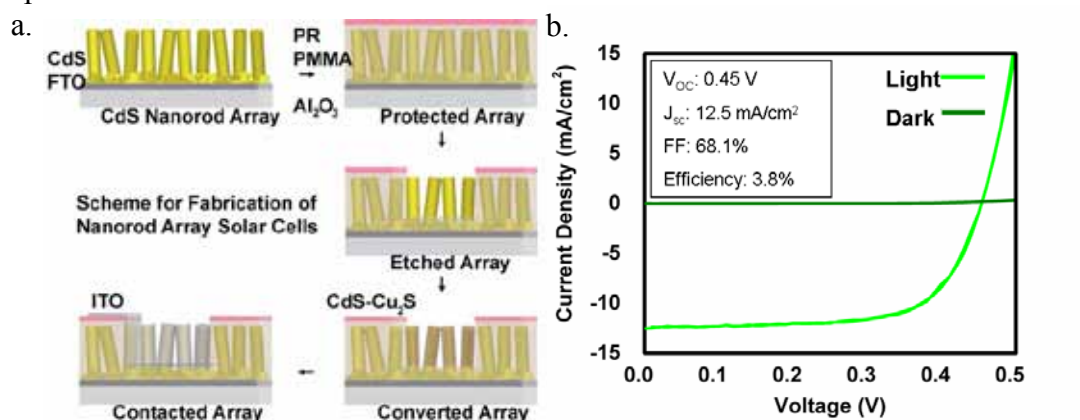 a.
CdS
FTO
CdS Nanorod Array
PR
PMMA
Al₂O₃
Protected Array
Scheme for Fabrication of
Nanorod Array Solar Cells
Etched Array
ITO
CdS-Cu₂S
Contacted Array
Converted Array
b.
Current Density (mA/cm²)
15
10
5
0
-5
-10
-15
V_OC: 0.45 V
J_sc: 12.5 mA/cm²
FF: 68.1%
Efficiency: 3.8%
Light
Dark
0.0 0.1 0.2 0.3 0.4 0.5
Voltage (V)